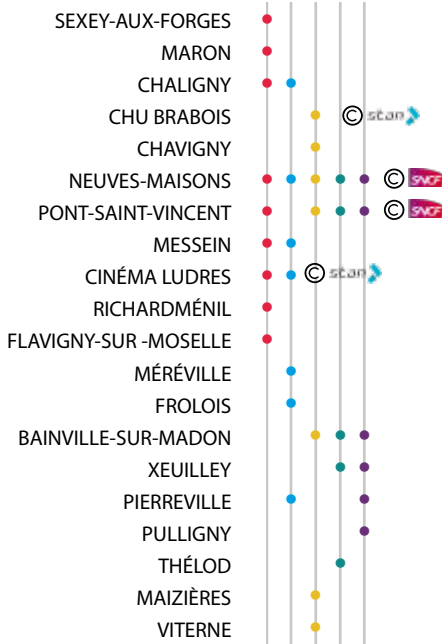 SEXEY-AUX-FORGES
MARON
CHALIGNY
CHU BRABOIS © stan
CHAVIGNY
NEUVES-MAISONS © SNCF
PONT-SAINT-VINCENT © SNCF
MESSEIN
CINÉMA LUDRES © stan
RICHARDMÉNIL
FLAVIGNY-SUR -MOSELLE
MÉRÉVILLE
FROLOIS
BAINVILLE-SUR-MADON
XEUILLEY
PIERREVILLE
PULLIGNY
THÉLOD
MAIZIÈRES
VITERNE